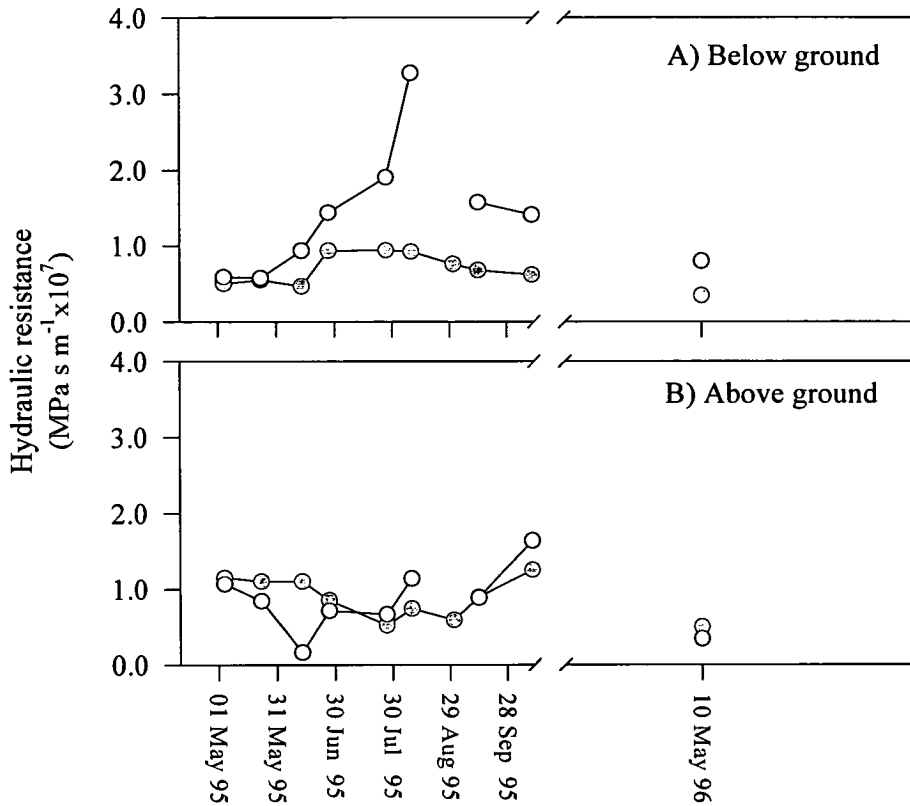 Hydraulic resistance
(MPa s m⁻¹x10⁷)
A) Below ground
4.0
3.0
2.0
1.0
0.0
B) Above ground
4.0
3.0
2.0
1.0
0.0
01 May 95
31 May 95
30 Jun 95
30 Jul 95
29 Aug 95
28 Sep 95
10 May 96